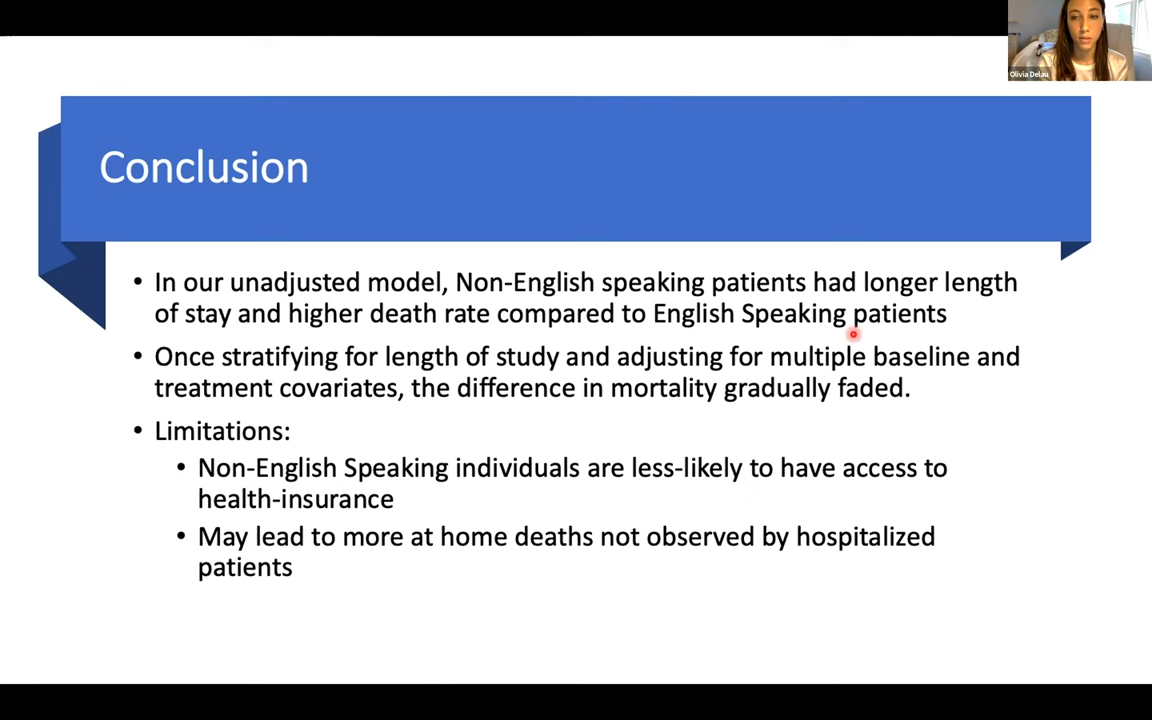 Olivia Delau
Conclusion
• In our unadjusted model, Non-English speaking patients had longer length
of stay and higher death rate compared to English Speaking patients
• Once stratifying for length of study and adjusting for multiple baseline and
treatment covariates, the difference in mortality gradually faded.
• Limitations:
• Non-English Speaking individuals are less-likely to have access to
health-insurance
• May lead to more at home deaths not observed by hospitalized
patients